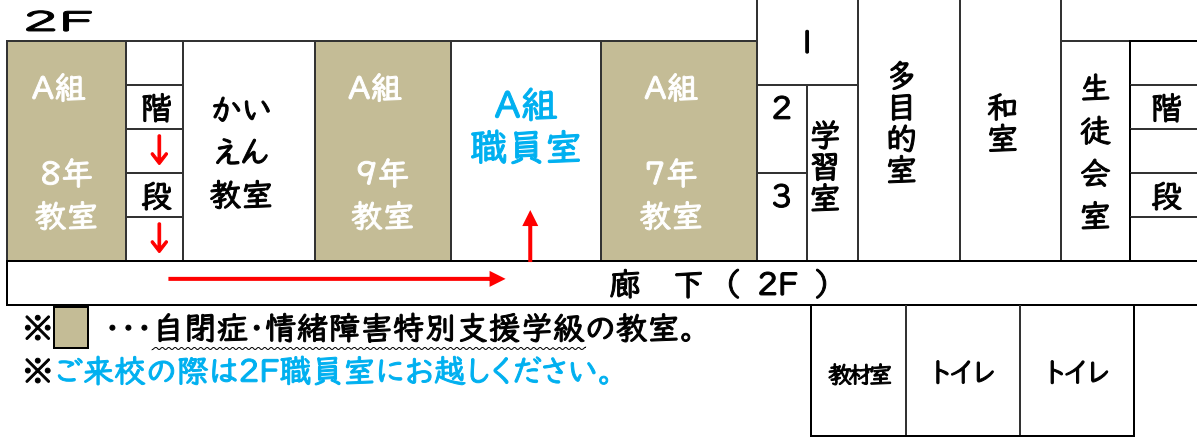 2F
A組
8年
教室
階
段
かい
えん
教室
A組
9年
教室
A組
職員室
A組
7年
教室
1
2
3
学習室
多目的室
和室
生徒会室
階
段
廊 下 ( 2F )
※ ・・・自閉症・情緒障害特別支援学級の教室。
※ご来校の際は2F職員室にお越しください。
教材室
トイレ
トイレ